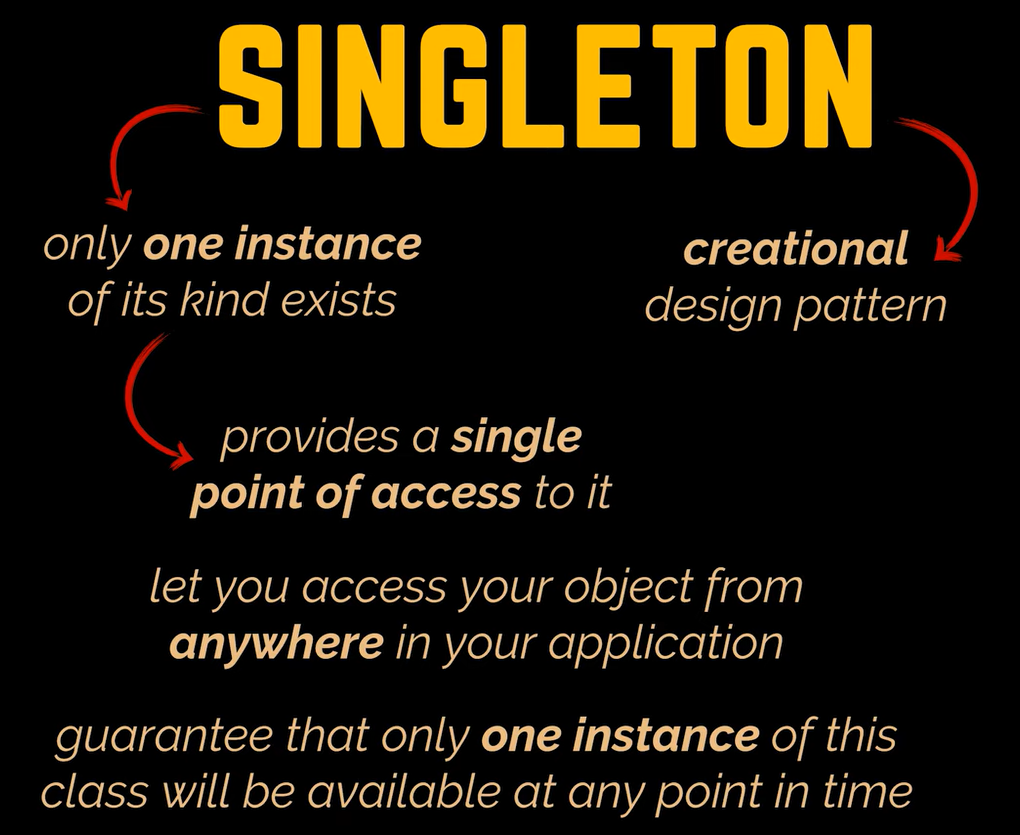 SINGLETON
only one instance
of its kind exists
creational
design pattern
provides a single
point of access to it
let you access your object from
anywhere in your application
guarantee that only one instance of this
class will be available at any point in time